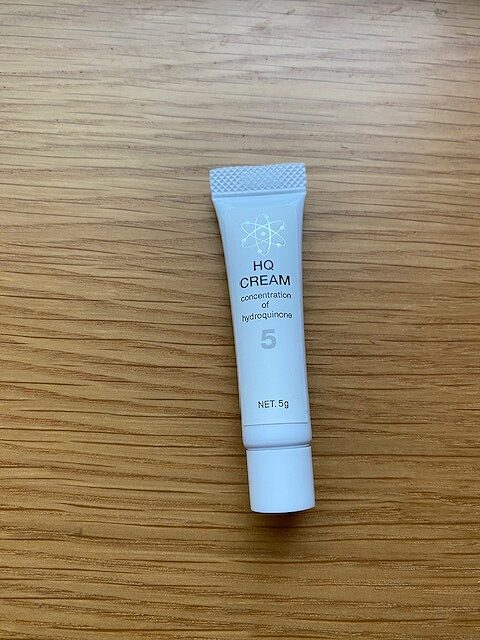 HQ
CREAM
concentration
of
hydroquinone
5
NET. 5g